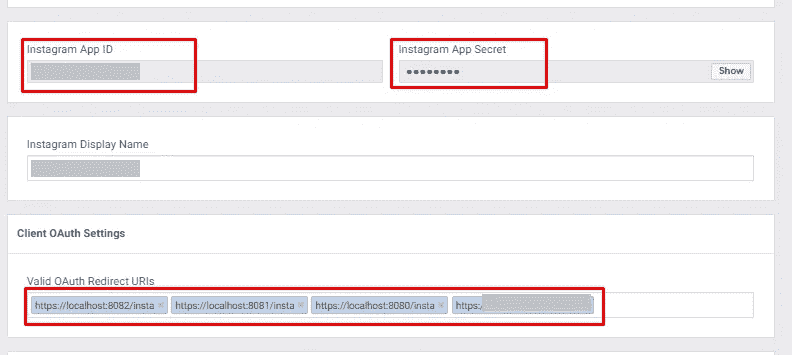 Instagram App ID
Instagram App Secret
●●●●●●●●
Show
Instagram Display Name
Client OAuth Settings
Valid OAuth Redirect URIs
https://localhost:8082/insta ×
https://localhost:8081/insta ×
https://localhost:8080/insta ×
https: